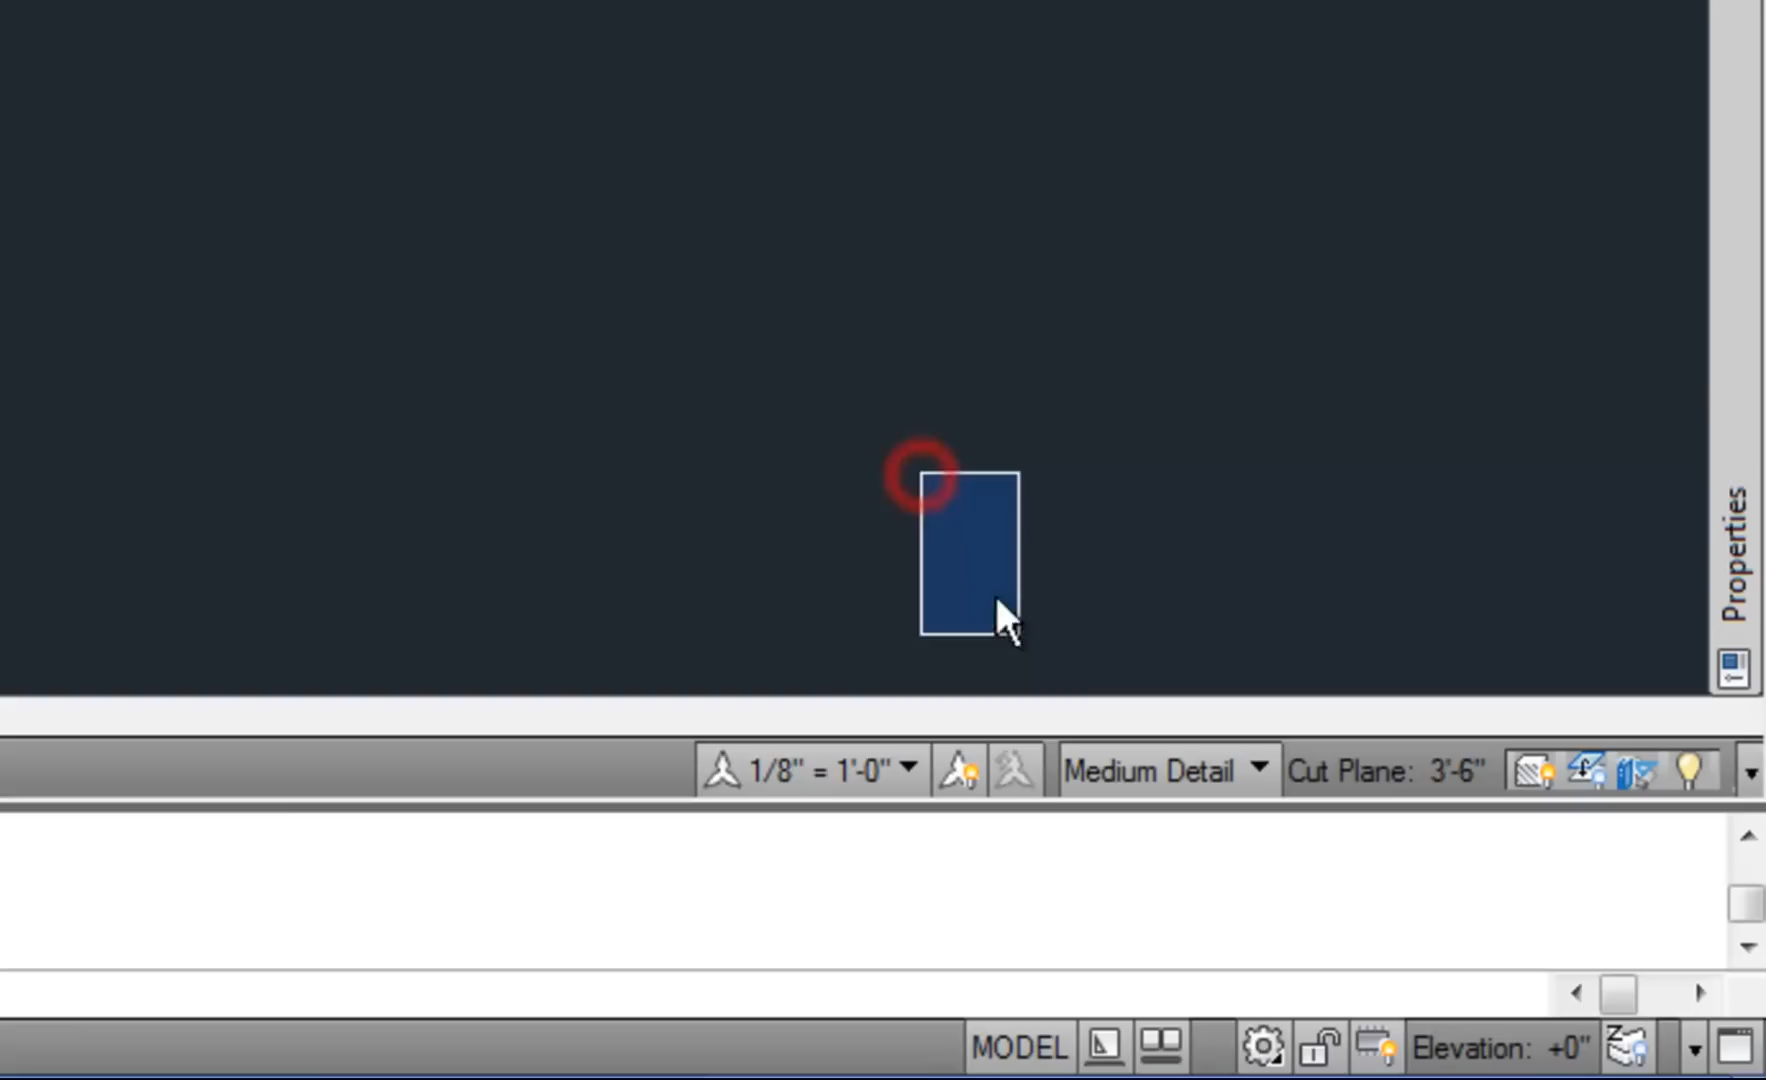 Properties
1/8" = 1'-0" Medium Detail Cut Plane: 3'-6"
MODEL Elevation: +0"